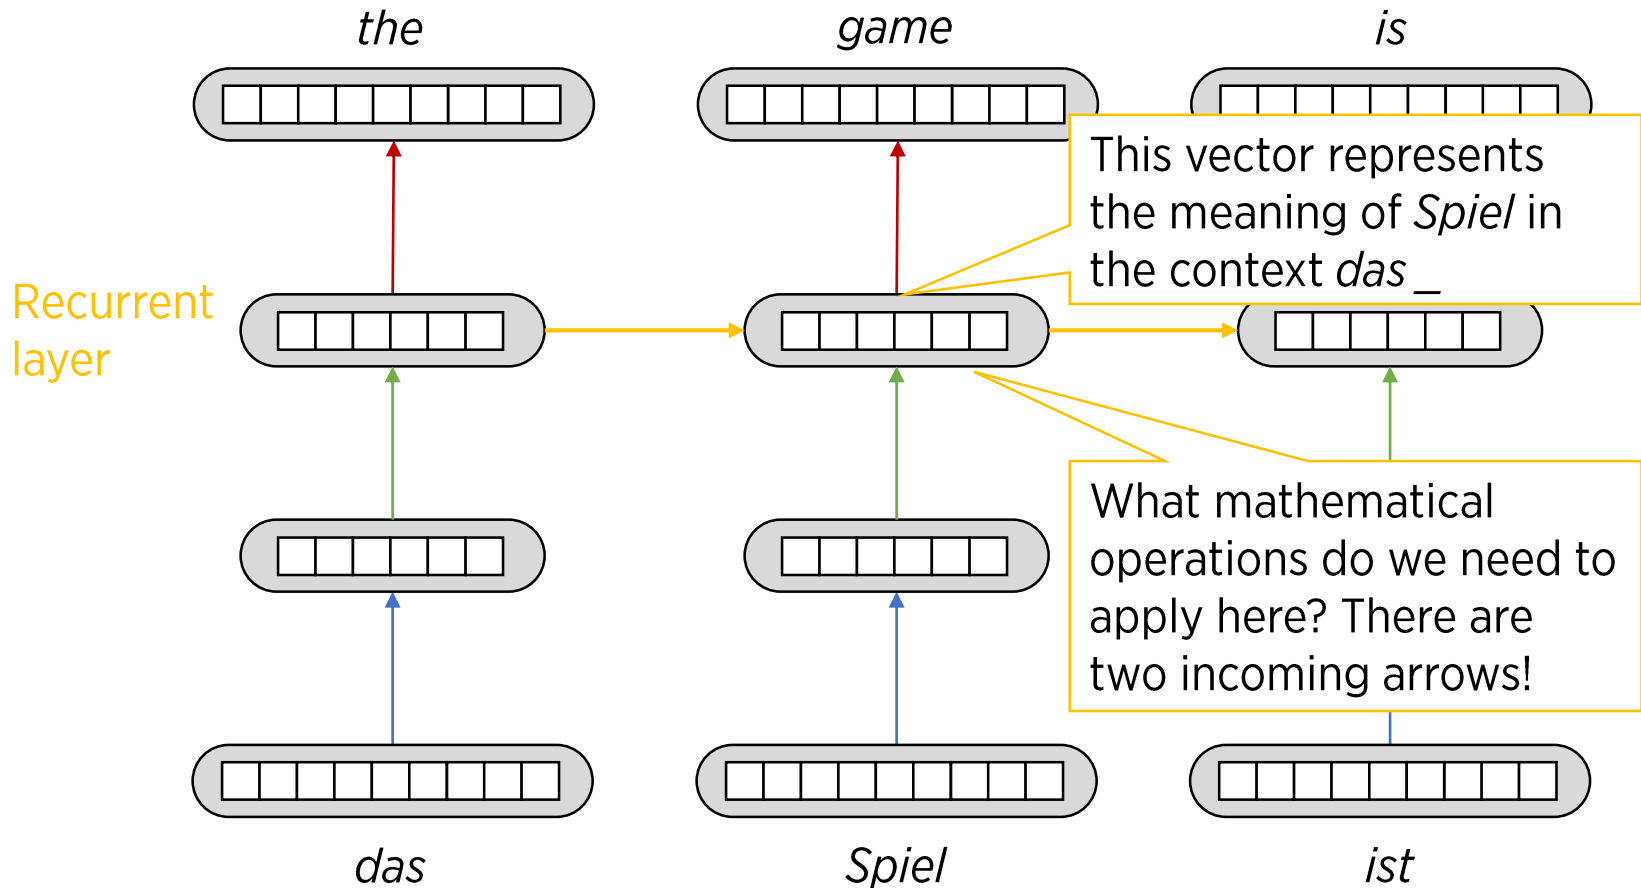 the
game
is
This vector represents
the meaning of Spiel in
the context das _
Recurrent
layer
What mathematical
operations do we need to
apply here? There are
two incoming arrows!
das
Spiel
ist